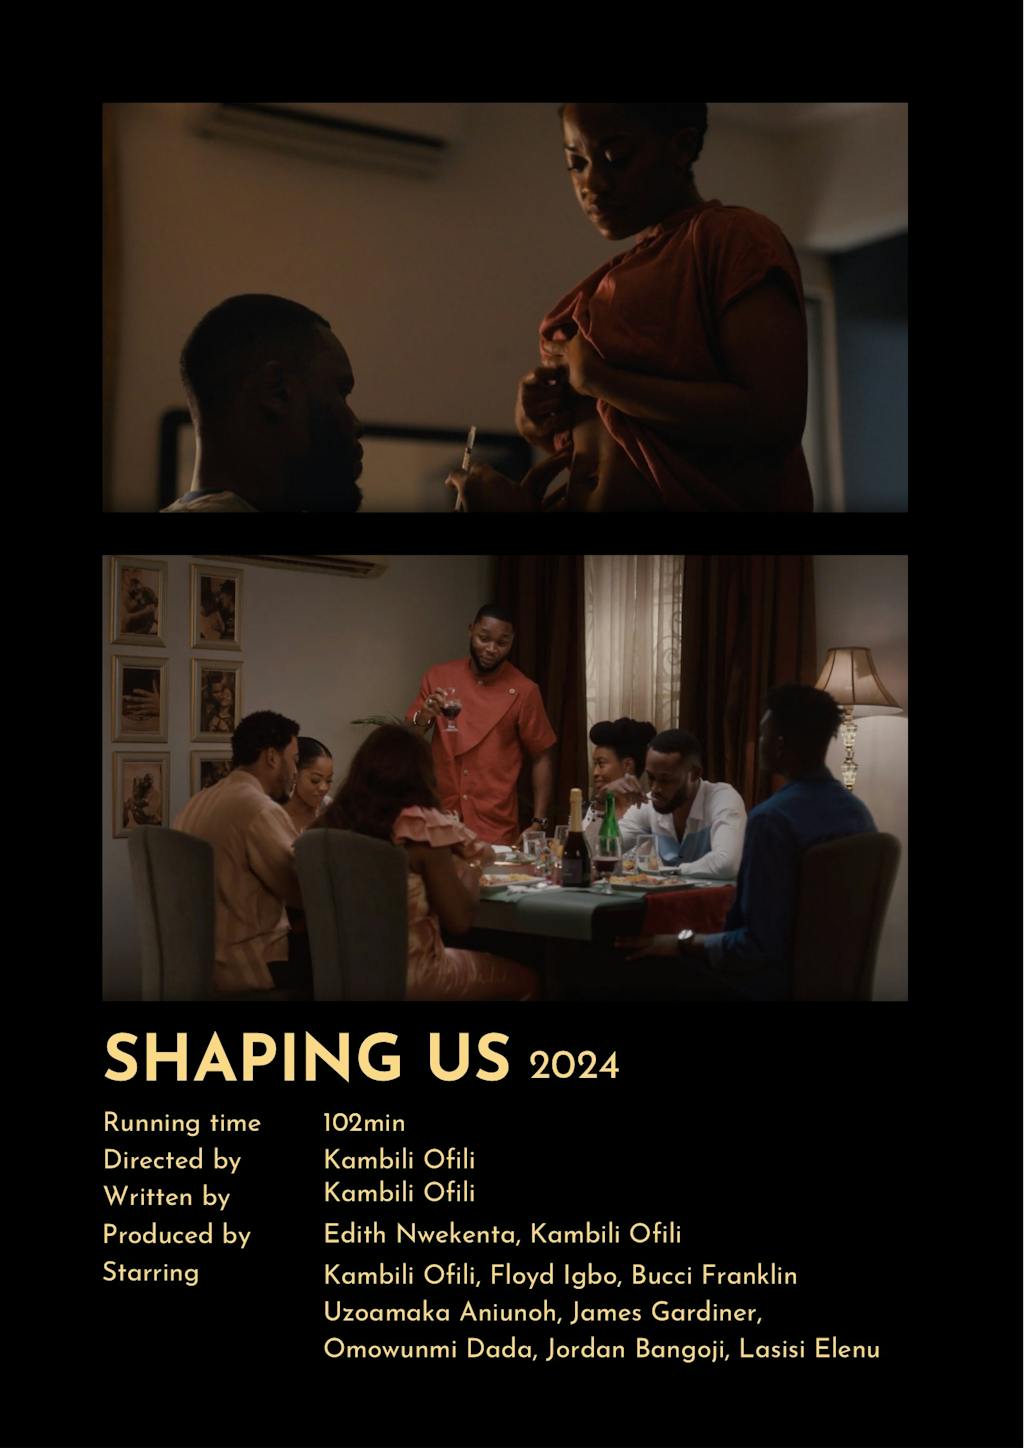 SHAPING US 2024
Running time 102min
Directed by Kambili Ofili
Written by Kambili Ofili
Produced by Edith Nwekenta, Kambili Ofili
Starring Kambili Ofili, Floyd Igbo, Bucci Franklin
Uzoamaka Aniunoh, James Gardiner,
Omowunmi Dada, Jordan Bangoji, Lasisi Elenu